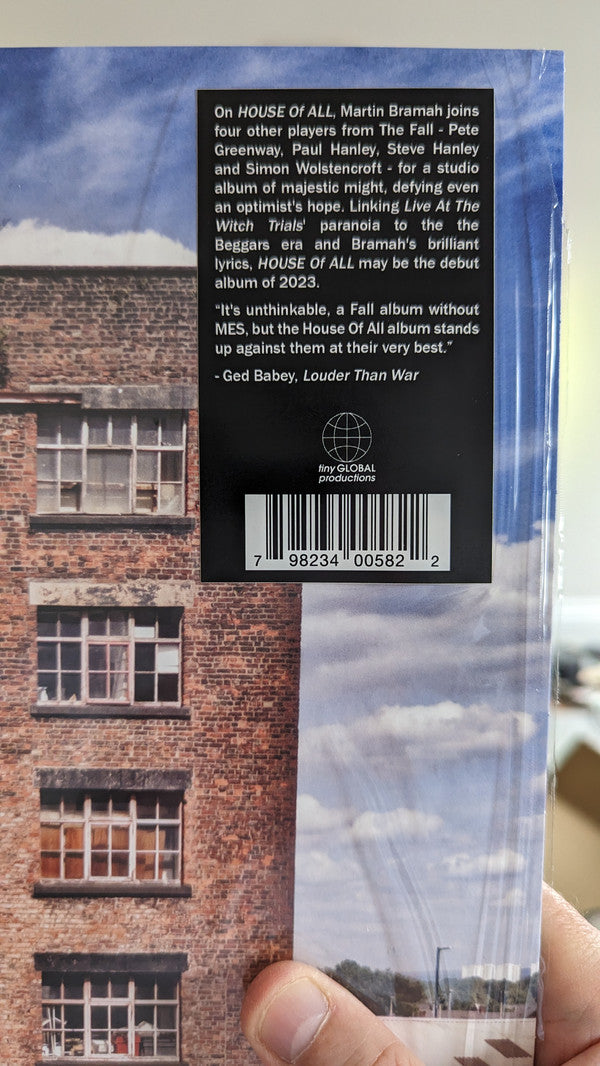 On HOUSE Of ALL, Martin Bramah joins
four other players from The Fall - Pete
Greenway, Paul Hanley, Steve Hanley
and Simon Wolstencroft - for a studio
album of majestic might, defying even
an optimist's hope. Linking Live At The
Witch Trials' paranoia to the the
Beggars era and Bramah's brilliant
lyrics, HOUSE Of ALL may be the debut
album of 2023.
"It's unthinkable, a Fall album without
MES, but the House Of All album stands
up against them at their very best."
- Ged Babey, Louder Than War
tiny GLOBAL
productions
7 98234 00582 2